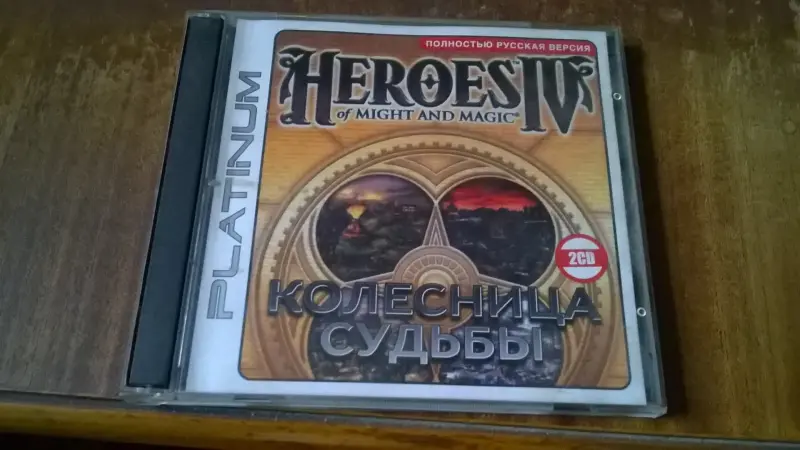 PLATINUM
ПОЛНОСТЬЮ РУССКАЯ ВЕРСИЯ
HEROES IV
of MIGHT AND MAGIC®
2CD
КОЛЕСНИЦА
СУДЬБЫ